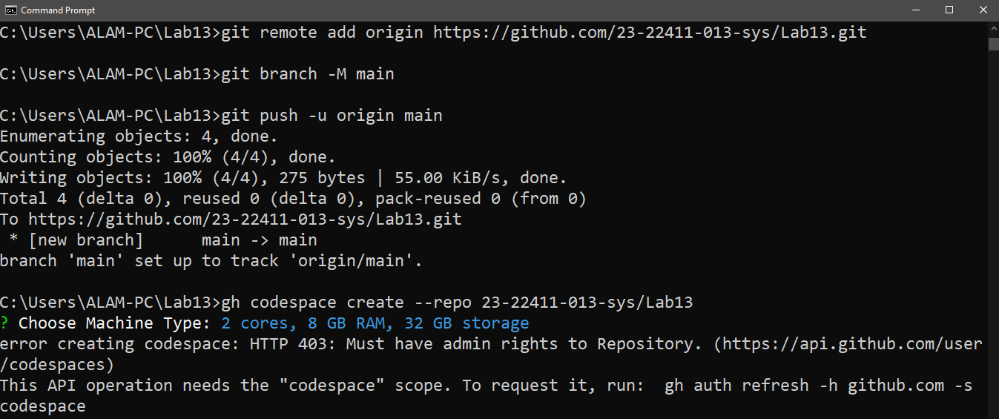 Command Prompt
C:\Users\ALAM-PC\Lab13>git remote add origin https://github.com/23-22411-013-sys/Lab13.git
C:\Users\ALAM-PC\Lab13>git branch -M main
C:\Users\ALAM-PC\Lab13>git push -u origin main
Enumerating objects: 4, done.
Counting objects: 100% (4/4), done.
Writing objects: 100% (4/4), 275 bytes | 55.00 KiB/s, done.
Total 4 (delta 0), reused 0 (delta 0), pack-reused 0 (from 0)
To https://github.com/23-22411-013-sys/Lab13.git
 * [new branch]      main -> main
branch 'main' set up to track 'origin/main'.
C:\Users\ALAM-PC\Lab13>gh codespace create --repo 23-22411-013-sys/Lab13
? Choose Machine Type: 2 cores, 8 GB RAM, 32 GB storage
error creating codespace: HTTP 403: Must have admin rights to Repository. (https://api.github.com/user
/codespaces)
This API operation needs the "codespace" scope. To request it, run:  gh auth refresh -h github.com -s
codespace